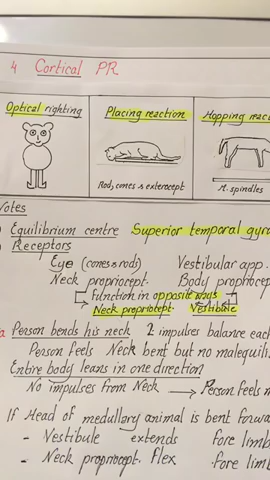 4 Cortical PR
Optical righting
Placing reaction
Hopping reaction
Rod, cones & exterocept
M. spindles
Notes
Equilibrium centre Superior temporal gyru
Receptors
Eye (cones & rods) Vestibular app.
Neck propriocept. Body propriocep
Function in opposite ways
Neck propriocept Vestibule
Person bends his neck 2 impulses balance each
Person feels Neck bent but no malequilib
Entire body leans in one direction
No impulses from Neck → Person feels m
If Head of medullary animal is bent forwa
- Vestibule extends fore limb
- Neck propriocept. Flex fore limb